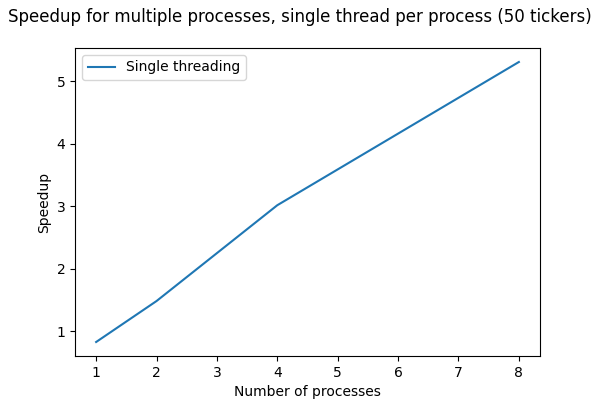 Speedup for multiple processes, single thread per process (50 tickers)
Single threading
5
4
3
2
1
Speedup
1 2 3 4 5 6 7 8
Number of processes